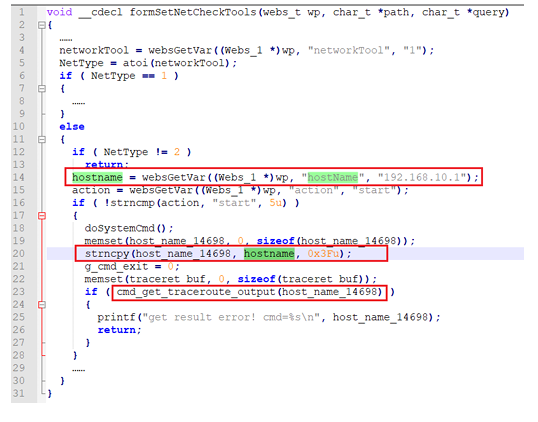 1 void __cdecl formSetNetCheckTools(webs_t wp, char_t *path, char_t *query)
2 {
3 ……
4 networkTool = websGetVar((Webs_1 *)wp, "networkTool", "1");
5 NetType = atoi(networkTool);
6 if ( NetType == 1 )
7 {
8 ……
9 }
10 else
11 {
12 if ( NetType != 2 )
13 return;
14 hostname = websGetVar((Webs_1 *)wp, "hostName", "192.168.10.1");
15 action = websGetVar((Webs_1 *)wp, "action", "start");
16 if ( !strncmp(action, "start", 5u) )
17 {
18 doSystemCmd();
19 memset(host_name_14698, 0, sizeof(host_name_14698));
20 strncpy(host_name_14698, hostname, 0x3Fu);
21 g_cmd_exit = 0;
22 memset(traceret_buf, 0, sizeof(traceret_buf));
23 if ( cmd_get_traceroute_output(host_name_14698) )
24 {
25 printf("get result error! cmd=%s\n", host_name_14698);
26 return;
27 }
28 }
29 ……
30 }
31 }